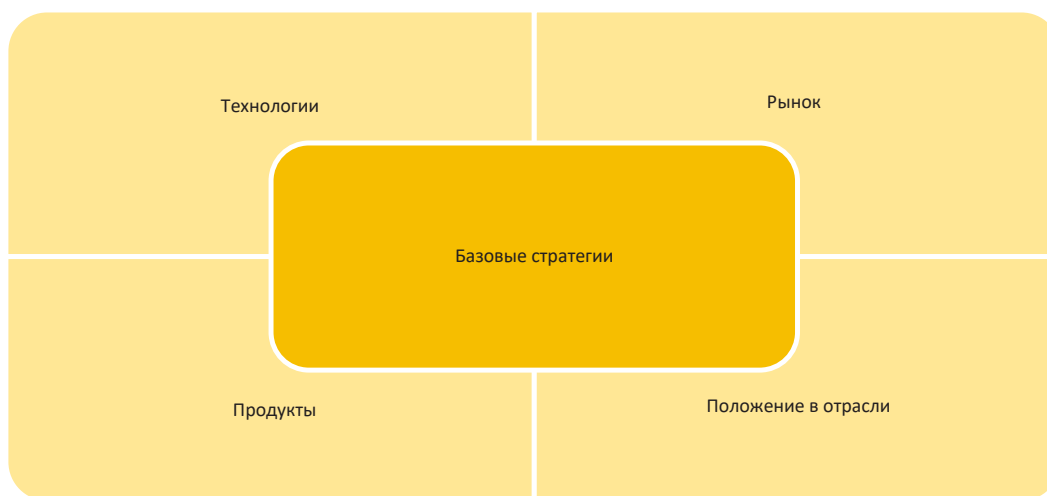 Технологии
Рынок
Базовые стратегии
Продукты
Положение в отрасли